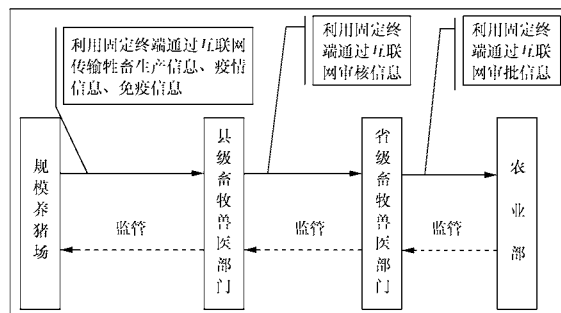 利用固定终端通过互联网
传输牲畜生产信息、疫情
信息、免疫信息
利用固定终
端通过互联
网审核信息
利用固定终
端通过互联
网审批信息
规模养猪场
监管
县级畜牧兽医部门
监管
省级畜牧兽医部门
监管
农业部